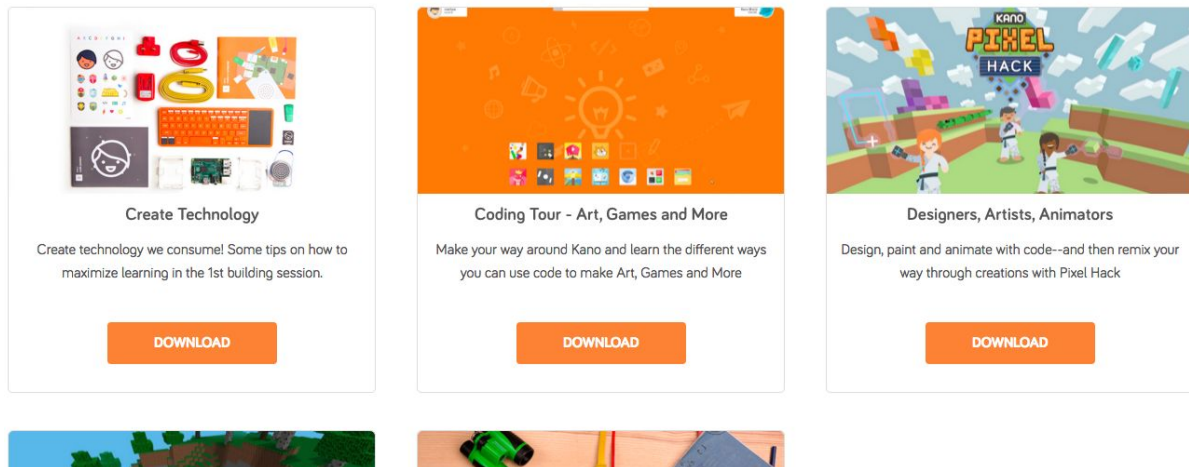 KANO
PIXEL
HACK
Create Technology
Create technology we consume! Some tips on how to
maximize learning in the 1st building session.
DOWNLOAD
Coding Tour - Art, Games and More
Make your way around Kano and learn the different ways
you can use code to make Art, Games and More
DOWNLOAD
Designers, Artists, Animators
Design, paint and animate with code--and then remix your
way through creations with Pixel Hack
DOWNLOAD